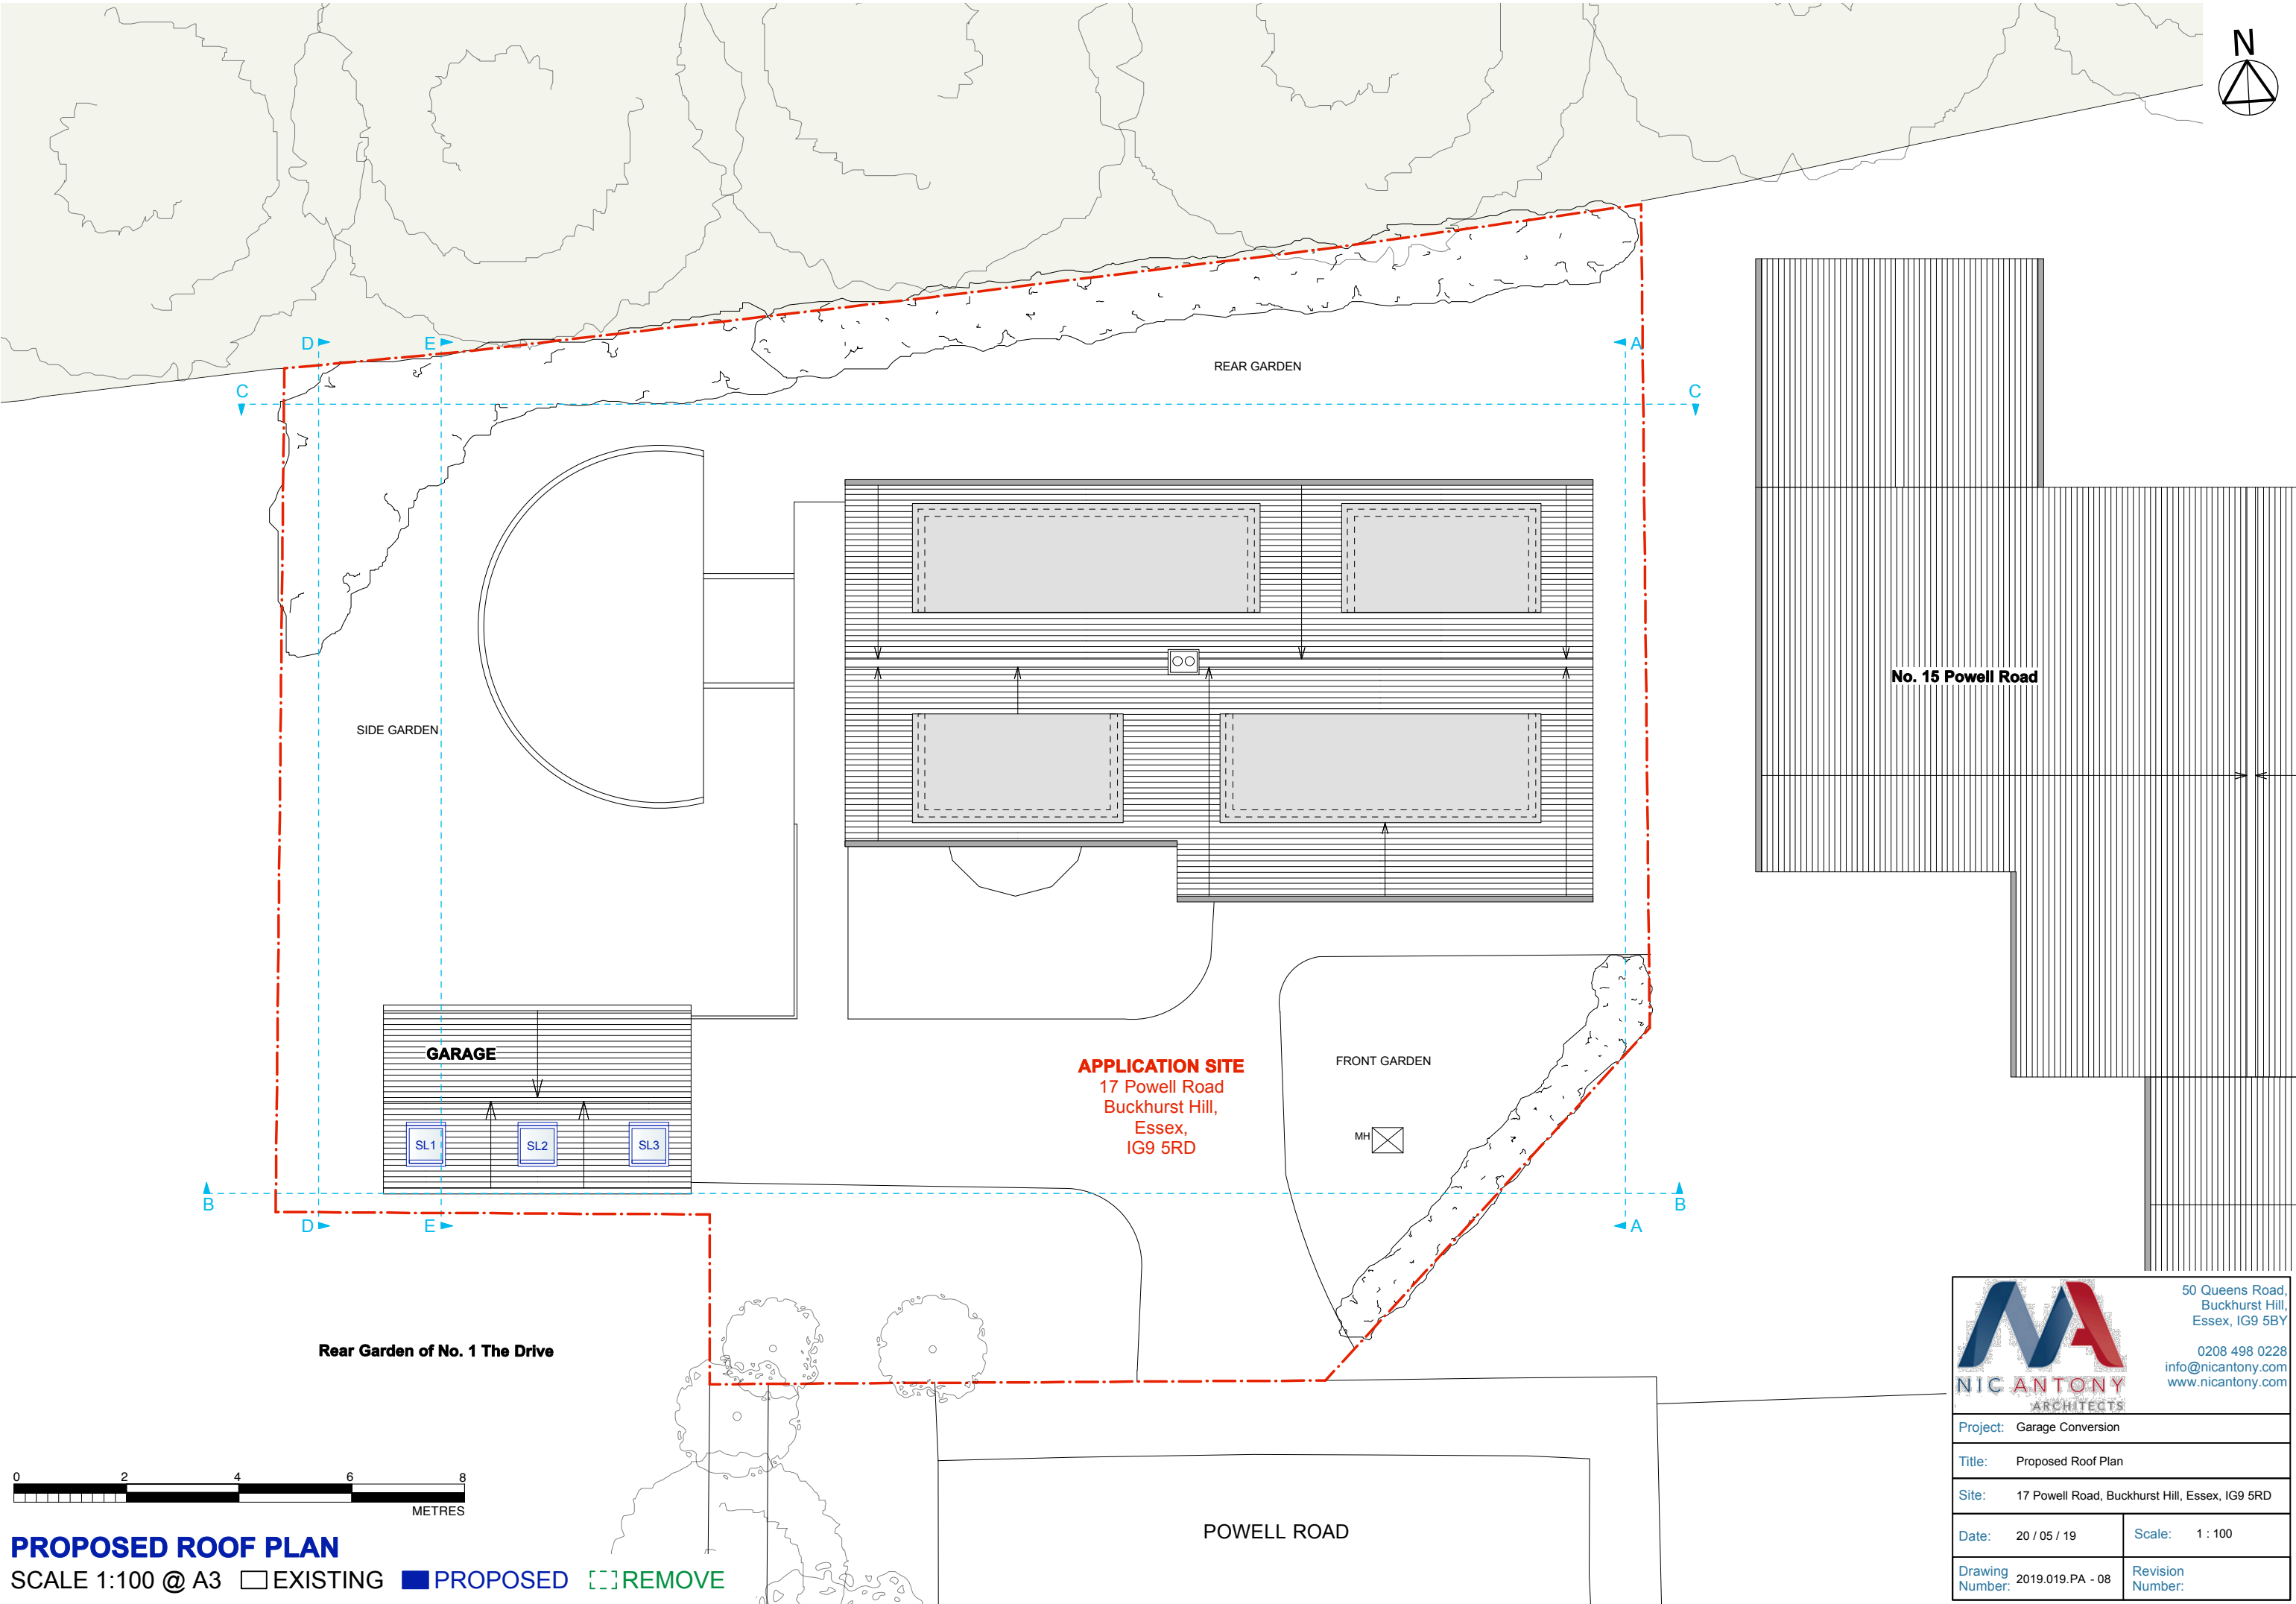 N
D
E
A
C
C
REAR GARDEN
SIDE GARDEN
No. 15 Powell Road
GARAGE
SL1
SL2
SL3
APPLICATION SITE
17 Powell Road
Buckhurst Hill,
Essex,
IG9 5RD
FRONT GARDEN
MH
B
B
D
E
A
Rear Garden of No. 1 The Drive
POWELL ROAD
0 2 4 6 8
METRES
PROPOSED ROOF PLAN
SCALE 1:100 @ A3 EXISTING PROPOSED REMOVE
NIC ANTONY
ARCHITECTS
50 Queens Road,
Buckhurst Hill,
Essex, IG9 5BY
0208 498 0228
info@nicantony.com
www.nicantony.com
Project: Garage Conversion
Title: Proposed Roof Plan
Site: 17 Powell Road, Buckhurst Hill, Essex, IG9 5RD
Date: 20 / 05 / 19
Scale: 1 : 100
Drawing
Number: 2019.019.PA - 08
Revision
Number: